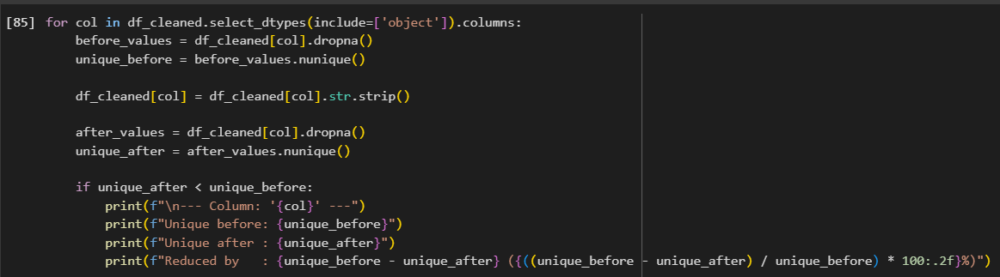 [85] for col in df_cleaned.select_dtypes(include=['object']).columns:
    before_values = df_cleaned[col].dropna()
    unique_before = before_values.nunique()

    df_cleaned[col] = df_cleaned[col].str.strip()

    after_values = df_cleaned[col].dropna()
    unique_after = after_values.nunique()

    if unique_after < unique_before:
        print(f"\n--- Column: '{col}' ---")
        print(f"Unique before: {unique_before}")
        print(f"Unique after : {unique_after}")
        print(f"Reduced by   : {unique_before - unique_after} ({((unique_before - unique_after) / unique_before) * 100:.2f}%)")